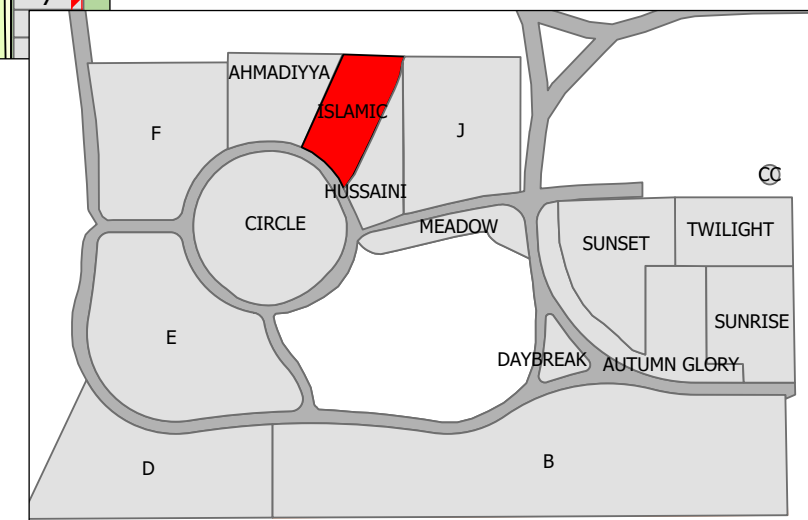 AHMADIYYA
ISLAMIC
F
J
CC
HUSSAINI
CIRCLE
MEADOW
TWILIGHT
SUNSET
SUNRISE
E
DAYBREAK
AUTUMN GLORY
B
D